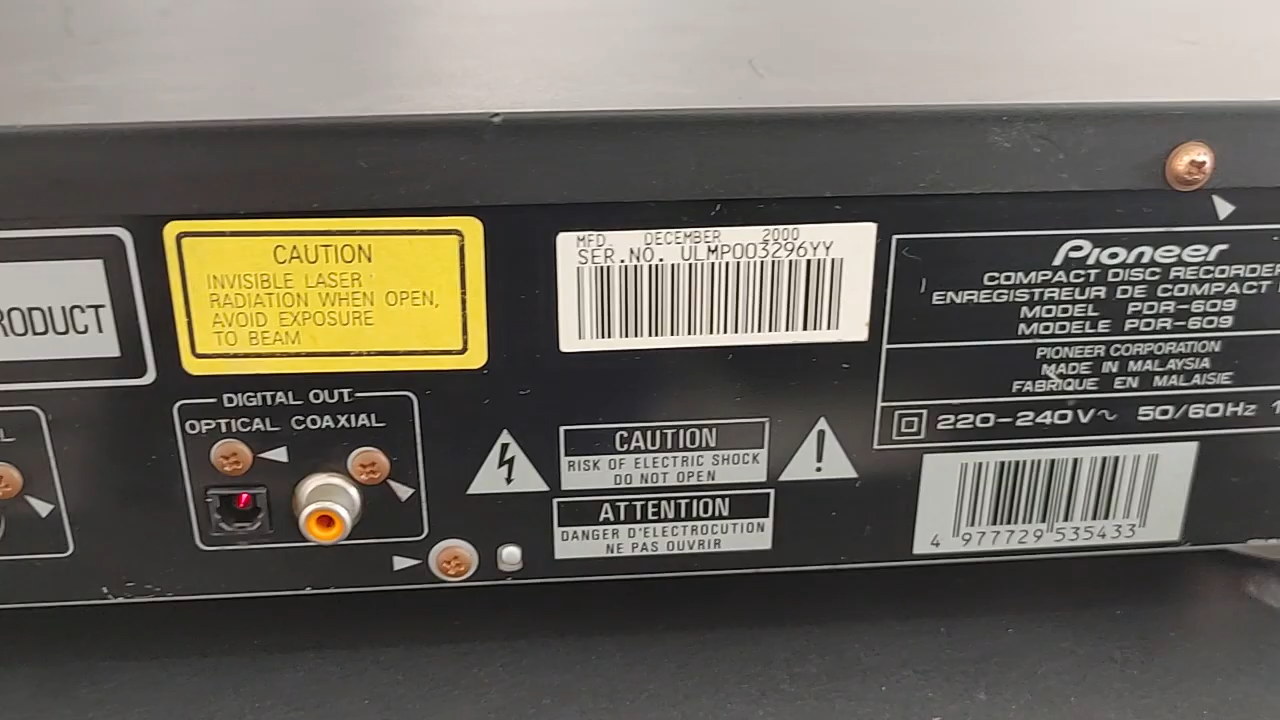 RODUCT
CAUTION
INVISIBLE LASER
RADIATION WHEN OPEN,
AVOID EXPOSURE
TO BEAM
MFD. DECEMBER 2000
SER.NO. ULMP003296YY
Pioneer
COMPACT DISC RECORDER
ENREGISTREUR DE COMPACT
MODEL PDR-609
MODELE PDR-609
PIONEER CORPORATION
MADE IN MALAYSIA
FABRIQUE EN MALAISIE
220-240V~ 50/60Hz 1
L
DIGITAL OUT
OPTICAL COAXIAL
CAUTION
RISK OF ELECTRIC SHOCK
DO NOT OPEN
ATTENTION
DANGER D'ELECTROCUTION
NE PAS OUVRIR
4 977729 535433